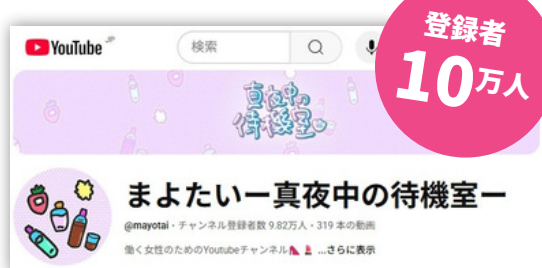 YouTube JP
検索
登録者
10万人
真夜中の
待機室
まよたいー真夜中の待機室ー
@mayotai・チャンネル登録者数 9.82万人・319 本の動画
働く女性のためのYoutubeチャンネル👠💄 ...さらに表示